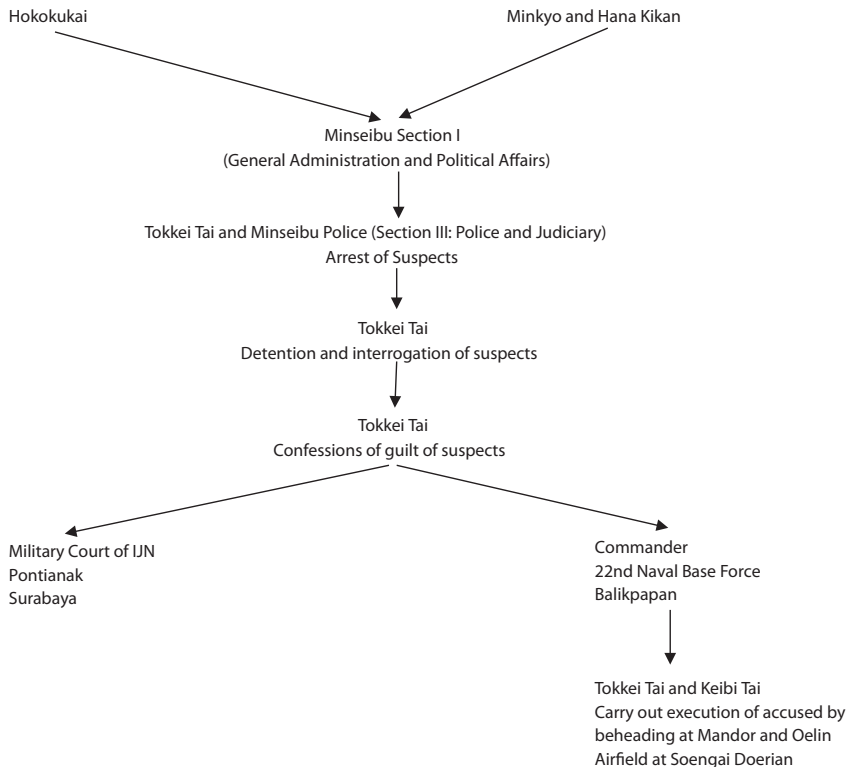 Hokokukai
Minkyo and Hana Kikan
Minseibu Section I
(General Administration and Political Affairs)
Tokkei Tai and Minseibu Police (Section III: Police and Judiciary)
Arrest of Suspects
Tokkei Tai
Detention and interrogation of suspects
Tokkei Tai
Confessions of guilt of suspects
Military Court of IJN
Pontianak
Surabaya
Commander
22nd Naval Base Force
Balikpapan
Tokkei Tai and Keibi Tai
Carry out execution of accused by
beheading at Mandor and Oelin
Airfield at Soengai Doerian